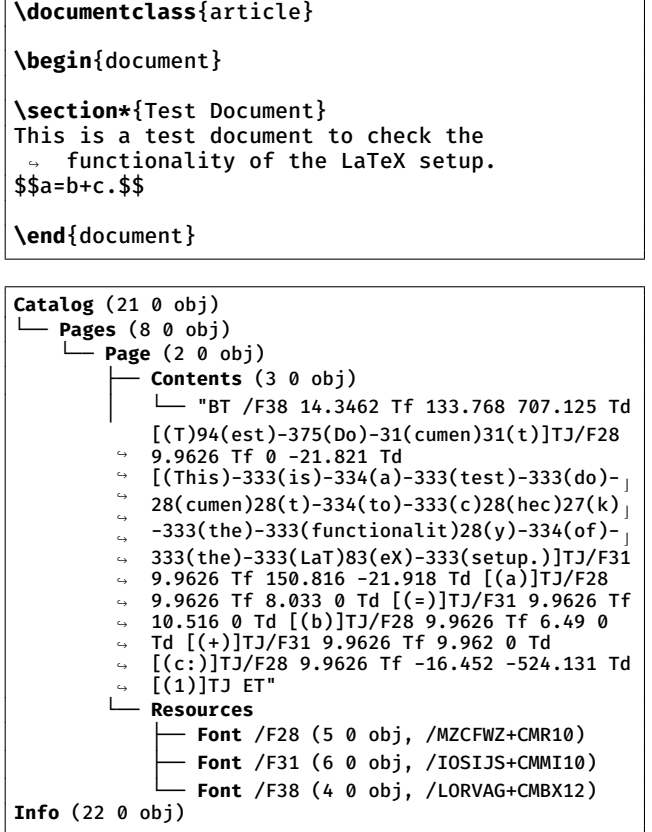 \documentclass{article}
\begin{document}
\section*{Test Document}
This is a test document to check the
↪ functionality of the LaTeX setup.
$$a=b+c.$$
\end{document}
Catalog (21 0 obj)
└── Pages (8 0 obj)
└── Page (2 0 obj)
├── Contents (3 0 obj)
│ └── "BT /F38 14.3462 Tf 133.768 707.125 Td
[(T)94(est)-375(Do)-31(cumen)31(t)]TJ/F28
↪ 9.9626 Tf 0 -21.821 Td
↪ [(This)-333(is)-334(a)-333(test)-333(do)-⌋
↪ 28(cumen)28(t)-334(to)-333(c)28(hec)27(k)⌋
↪ -333(the)-333(functionalit)28(y)-334(of)-⌋
↪ 333(the)-333(LaT)83(eX)-333(setup.)]TJ/F31
↪ 9.9626 Tf 150.816 -21.918 Td [(a)]TJ/F28
↪ 9.9626 Tf 8.033 0 Td [(=)]TJ/F31 9.9626 Tf
↪ 10.516 0 Td [(b)]TJ/F28 9.9626 Tf 6.49 0
↪ Td [(+)]TJ/F31 9.9626 Tf 9.962 0 Td
↪ [(c:)]TJ/F28 9.9626 Tf -16.452 -524.131 Td
↪ [(1)]TJ ET"
└── Resources
├── Font /F28 (5 0 obj, /MZCFWZ+CMR10)
├── Font /F31 (6 0 obj, /IOSIJS+CMMI10)
└── Font /F38 (4 0 obj, /LORVAG+CMBX12)
Info (22 0 obj)